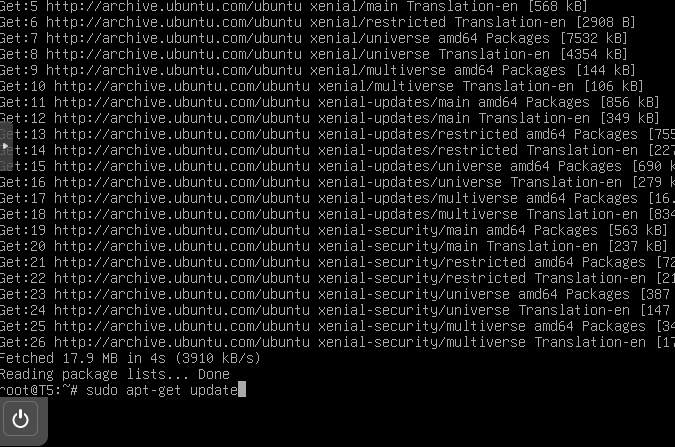 Get:5 http://archive.ubuntu.com/ubuntu xenial/main Translation-en [568 kB]
Get:6 http://archive.ubuntu.com/ubuntu xenial/restricted Translation-en [2908 B]
Get:7 http://archive.ubuntu.com/ubuntu xenial/universe amd64 Packages [7532 kB]
Get:8 http://archive.ubuntu.com/ubuntu xenial/universe Translation-en [4354 kB]
Get:9 http://archive.ubuntu.com/ubuntu xenial/multiverse amd64 Packages [144 kB]
Get:10 http://archive.ubuntu.com/ubuntu xenial/multiverse Translation-en [106 kB]
Get:11 http://archive.ubuntu.com/ubuntu xenial-updates/main amd64 Packages [856 kB]
Get:12 http://archive.ubuntu.com/ubuntu xenial-updates/main Translation-en [349 kB]
Get:13 http://archive.ubuntu.com/ubuntu xenial-updates/restricted amd64 Packages [755
Get:14 http://archive.ubuntu.com/ubuntu xenial-updates/restricted Translation-en [227
Get:15 http://archive.ubuntu.com/ubuntu xenial-updates/universe amd64 Packages [690 k
Get:16 http://archive.ubuntu.com/ubuntu xenial-updates/universe Translation-en [279 k
Get:17 http://archive.ubuntu.com/ubuntu xenial-updates/multiverse amd64 Packages [16.
Get:18 http://archive.ubuntu.com/ubuntu xenial-updates/multiverse Translation-en [834
Get:19 http://archive.ubuntu.com/ubuntu xenial-security/main amd64 Packages [563 kB]
Get:20 http://archive.ubuntu.com/ubuntu xenial-security/main Translation-en [237 kB]
Get:21 http://archive.ubuntu.com/ubuntu xenial-security/restricted amd64 Packages [72
Get:22 http://archive.ubuntu.com/ubuntu xenial-security/restricted Translation-en [21
Get:23 http://archive.ubuntu.com/ubuntu xenial-security/universe amd64 Packages [387
Get:24 http://archive.ubuntu.com/ubuntu xenial-security/universe Translation-en [147
Get:25 http://archive.ubuntu.com/ubuntu xenial-security/multiverse amd64 Packages [34
Get:26 http://archive.ubuntu.com/ubuntu xenial-security/multiverse Translation-en [17
Fetched 17.9 MB in 4s (3910 kB/s)
Reading package lists... Done
root@T5:~# sudo apt-get update